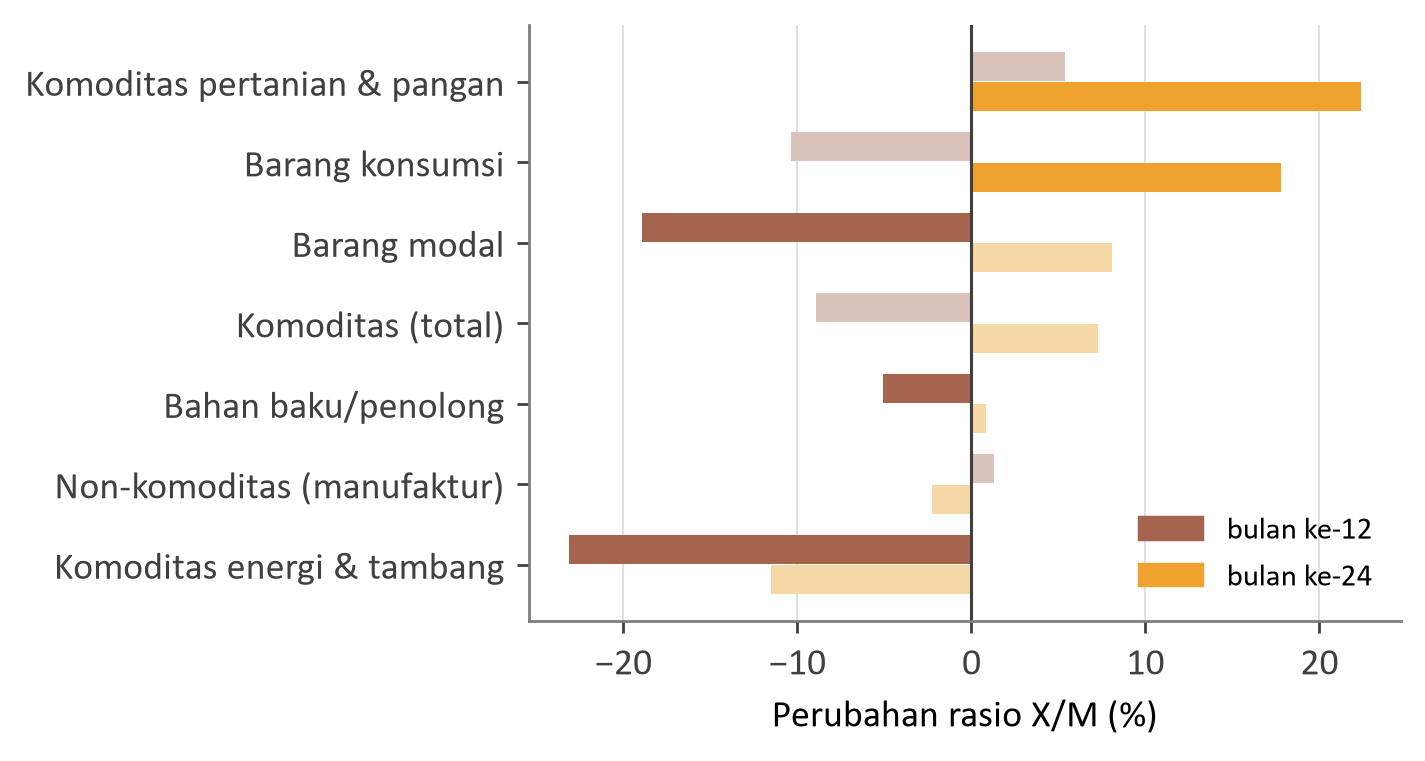 Komoditas pertanian & pangan
Barang konsumsi
Barang modal
Komoditas (total)
Bahan baku/penolong
Non-komoditas (manufaktur)
Komoditas energi & tambang
bulan ke-12
bulan ke-24
−20 −10 0 10 20
Perubahan rasio X/M (%)